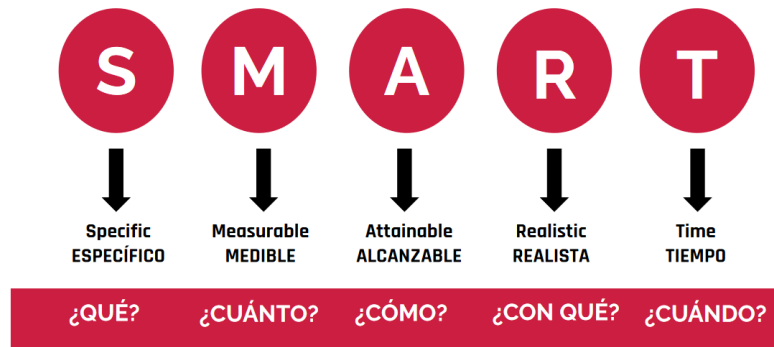 S M A R T
Specific Measurable Attainable Realistic Time
ESPECÍFICO MEDIBLE ALCANZABLE REALISTA TIEMPO
¿QUÉ? ¿CUÁNTO? ¿CÓMO? ¿CON QUÉ? ¿CUÁNDO?